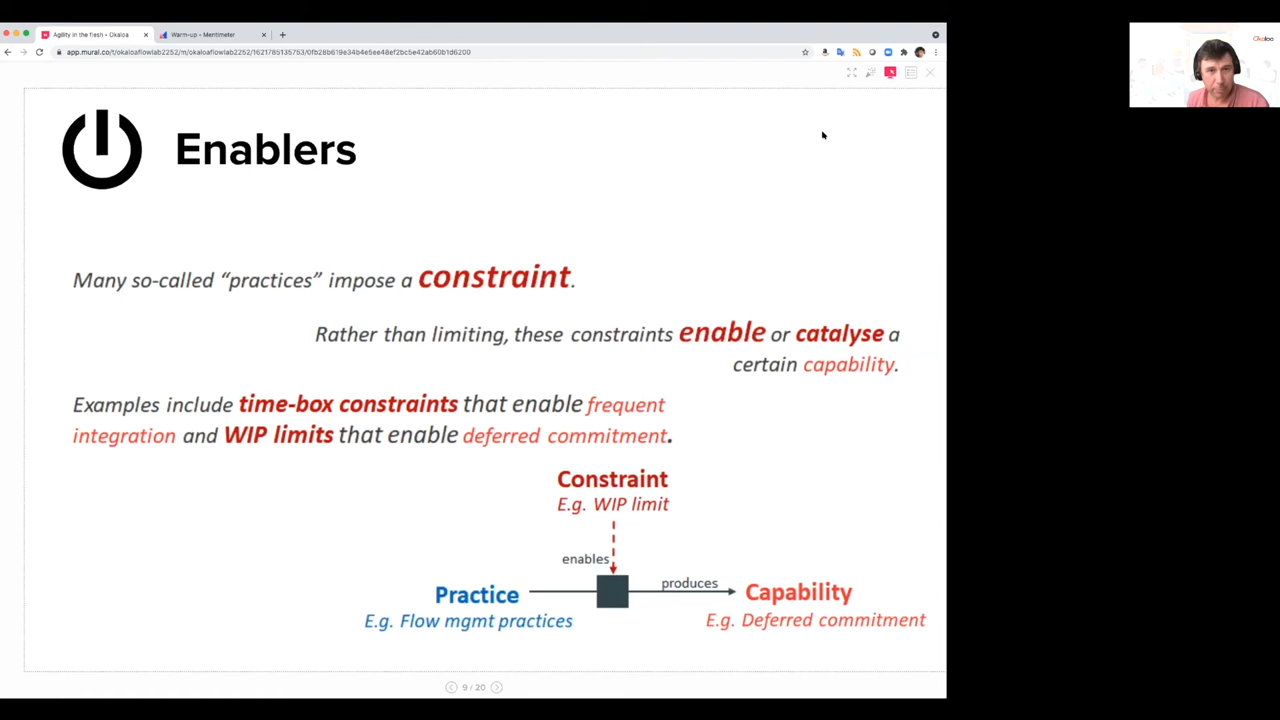 Agility in the flesh • Okaloa
Warm-up - Mentimeter
app.mural.co/t/okaloaflowlab2252/m/okaloaflowlab2252/1621785135753/0fb28b619e34b4e5ee48ef2bc5e42ab60b1d6200
Okaloa
Enablers
Many so-called “practices” impose a constraint.
Rather than limiting, these constraints enable or catalyse a
certain capability.
Examples include time-box constraints that enable frequent
integration and WIP limits that enable deferred commitment.
Constraint
E.g. WIP limit
enables
produces
Practice
Capability
E.g. Flow mgmt practices
E.g. Deferred commitment
9 / 20